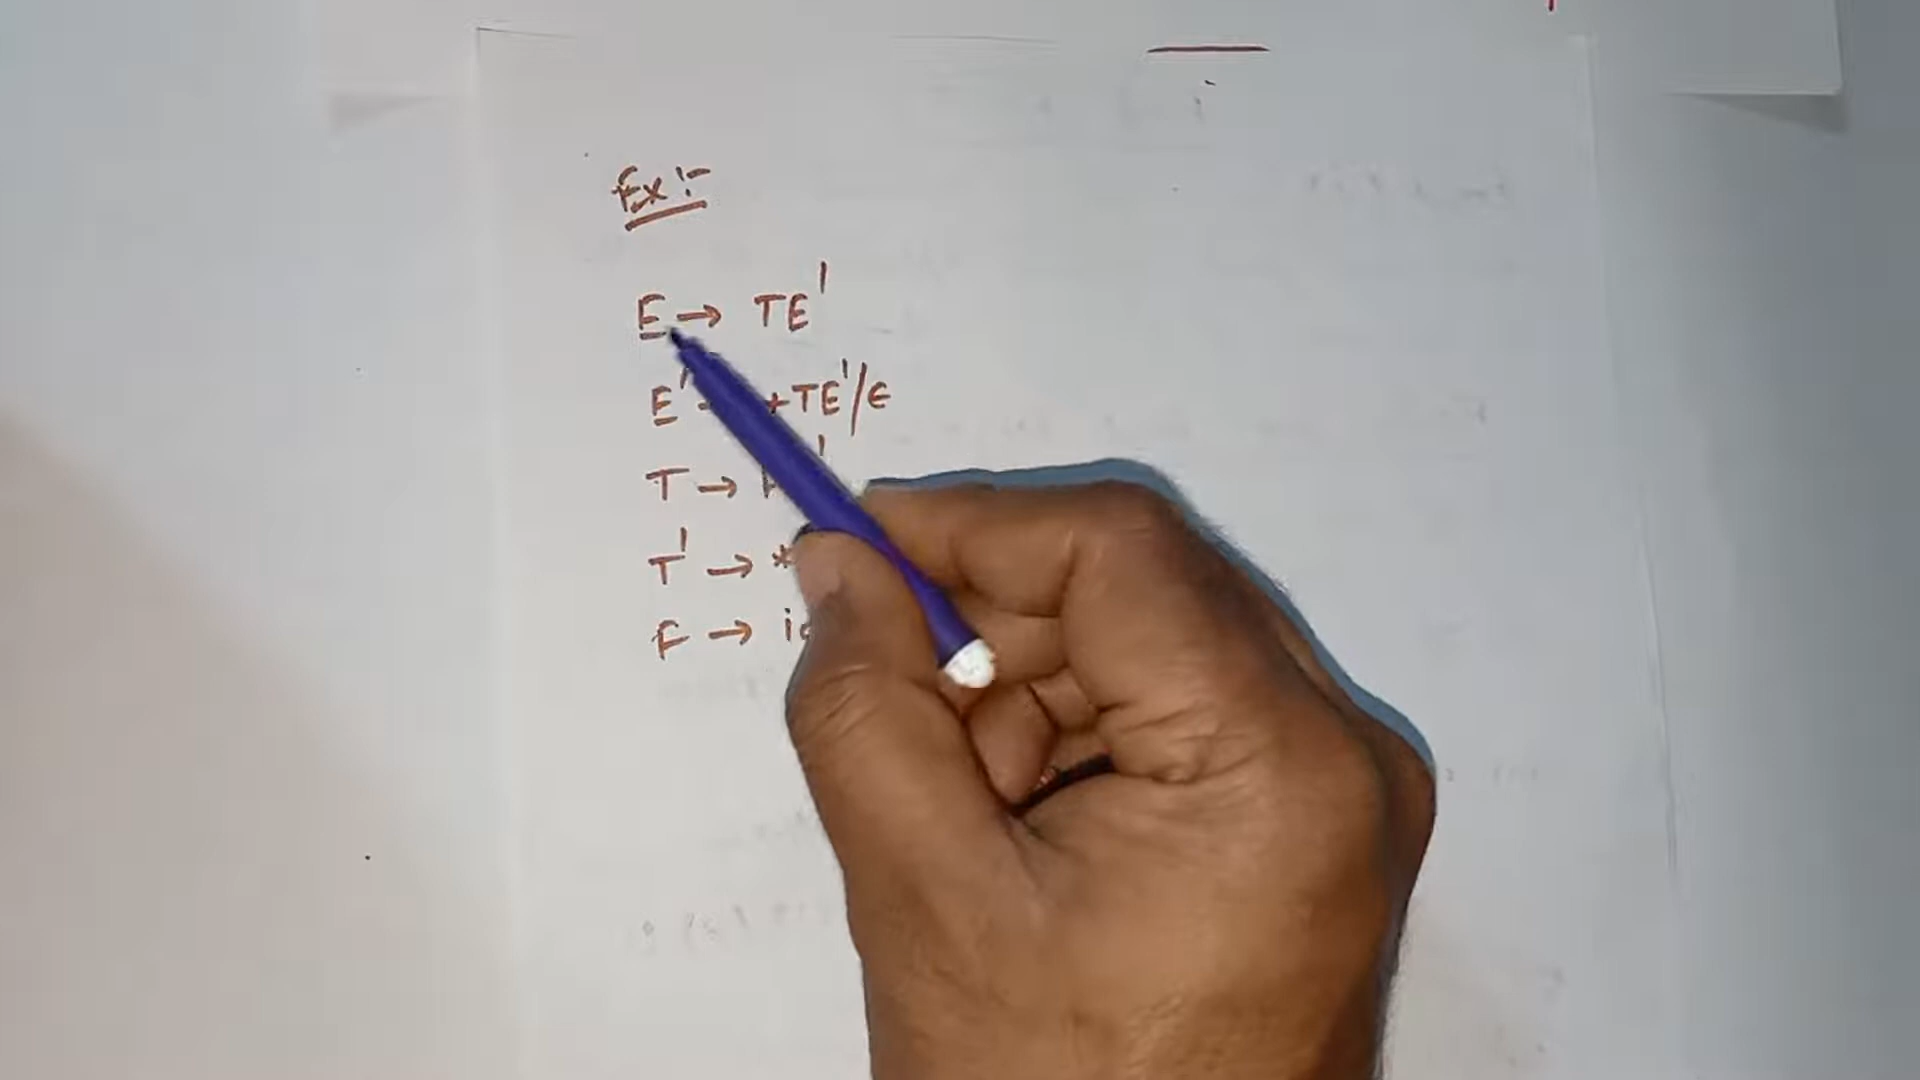 Ex:-
E → TE'
E' +TE'/ϵ
T →
T' → *
F →